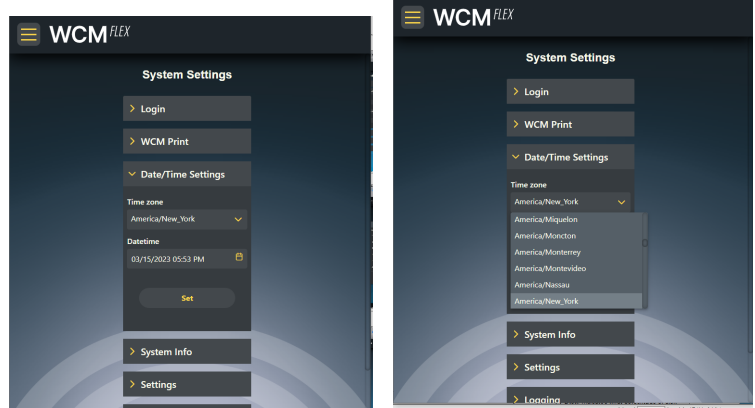 WCM FLEX
System Settings
Login
WCM Print
Date/Time Settings
Time zone
America/New_York
Datetime
03/15/2023 05:53 PM
Set
System Info
Settings
WCM FLEX
System Settings
Login
WCM Print
Date/Time Settings
Time zone
America/New_York
America/Miquelon
America/Moncton
America/Monterrey
America/Montevideo
America/Nassau
America/New_York
System Info
Settings
Logging